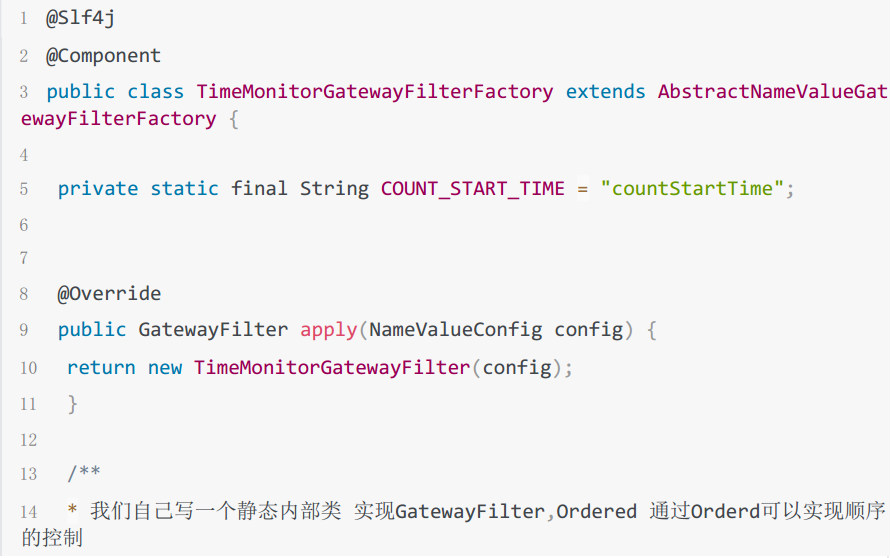 1 @Slf4j
2 @Component
3 public class TimeMonitorGatewayFilterFactory extends AbstractNameValueGat
ewayFilterFactory {
4
5 private static final String COUNT_START_TIME = "countStartTime";
6
7
8 @Override
9 public GatewayFilter apply(NameValueConfig config) {
10 return new TimeMonitorGatewayFilter(config);
11 }
12
13 /**
14 * 我们自己写一个静态内部类 实现GatewayFilter,Ordered 通过Orderd可以实现顺序
的控制